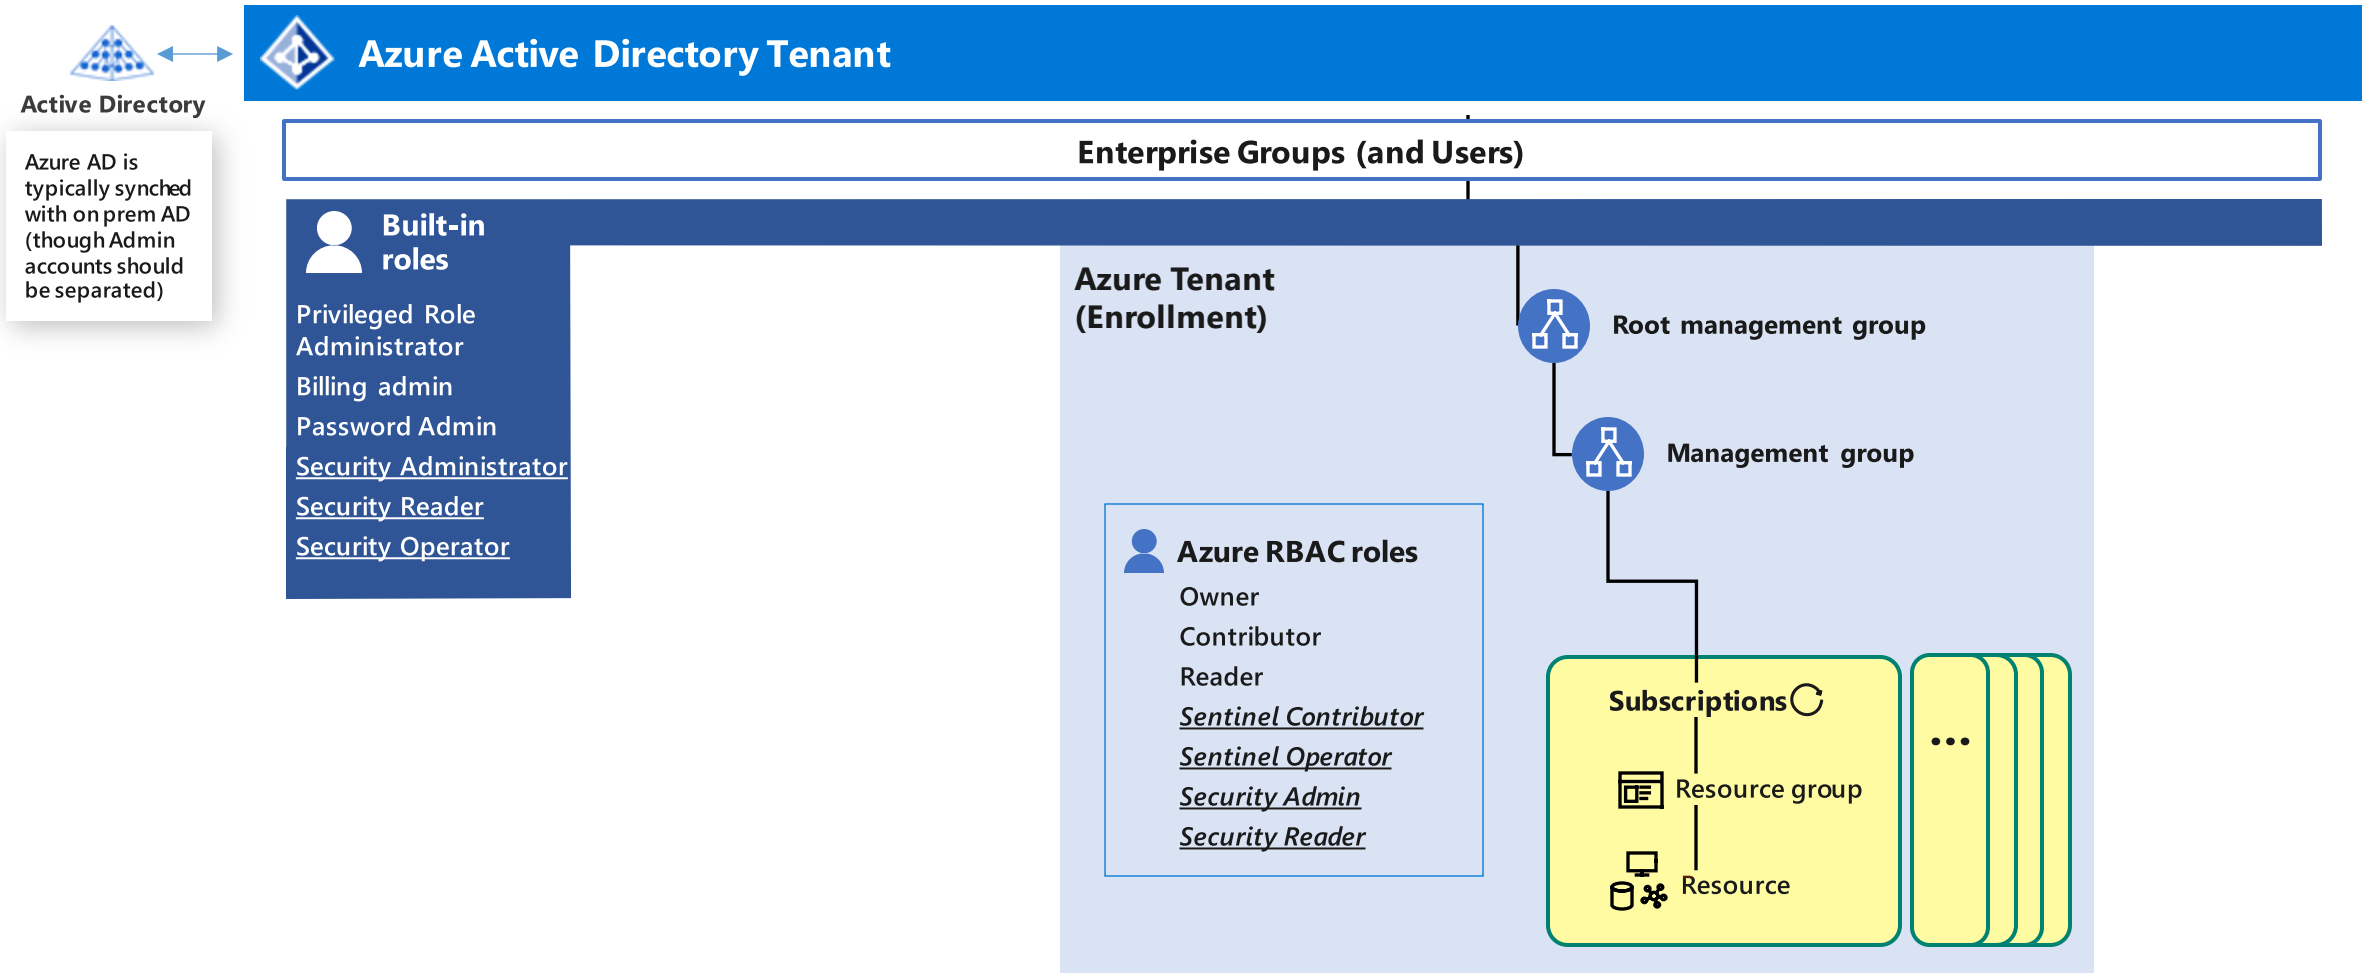 Azure Active Directory Tenant
Active Directory
Azure AD is
typically synched
with on prem AD
(though Admin
accounts should
be separated)
Enterprise Groups (and Users)
Built-in
roles
Privileged Role
Administrator
Billing admin
Password Admin
Security Administrator
Security Reader
Security Operator
Azure Tenant
(Enrollment)
Root management group
Management group
Azure RBAC roles
Owner
Contributor
Reader
Sentinel Contributor
Sentinel Operator
Security Admin
Security Reader
Subscriptions
Resource group
Resource
...